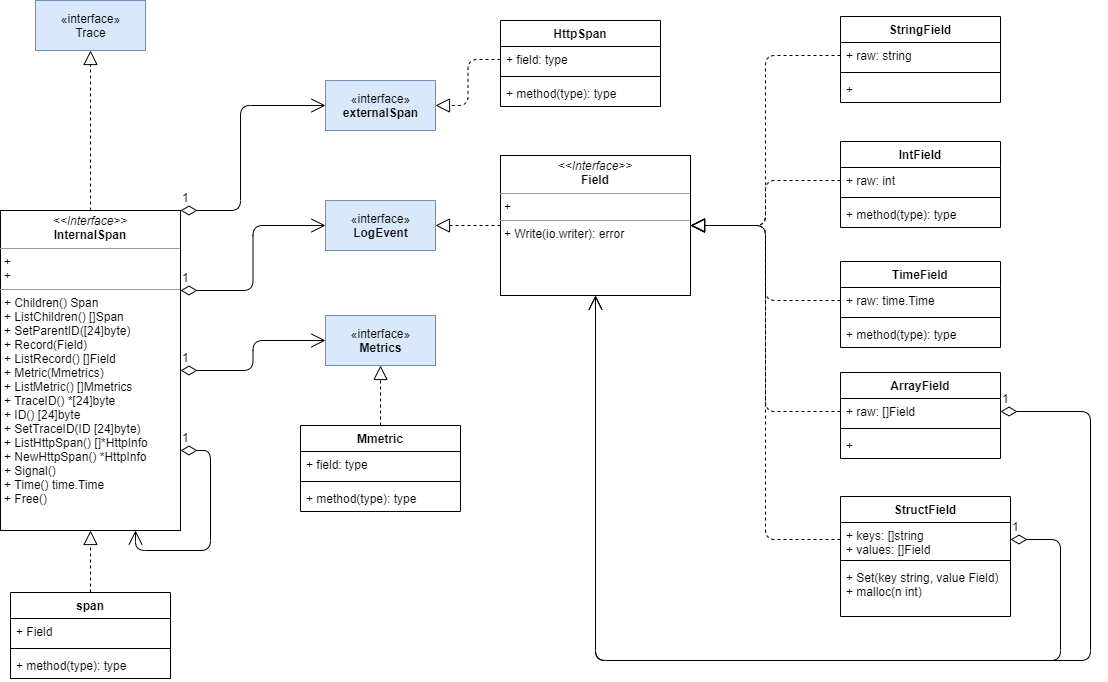 «interface»
Trace
«interface»
externalSpan
HttpSpan
+ field: type
+ method(type): type
StringField
+ raw: string
+
1
<<Interface>>
InternalSpan
+
+
+ Children() Span
+ ListChildren() []Span
+ SetParentID([24]byte)
+ Record(Field)
+ ListRecord() []Field
+ Metric(Mmetrics)
+ ListMetric() []Mmetrics
+ TraceID() *[24]byte
+ ID() [24]byte
+ SetTraceID(ID [24]byte)
+ ListHttpSpan() []*HttpInfo
+ NewHttpSpan() *HttpInfo
+ Signal()
+ Time() time.Time
+ Free()
1
«interface»
LogEvent
<<Interface>>
Field
+
+ Write(io.writer): error
IntField
+ raw: int
+ method(type): type
TimeField
+ raw: time.Time
+ method(type): type
1
«interface»
Metrics
Mmetric
+ field: type
+ method(type): type
1
ArrayField
+ raw: []Field
+
1
StructField
+ keys: []string
+ values: []Field
+ Set(key string, value Field)
+ malloc(n int)
1
span
+ Field
+ method(type): type